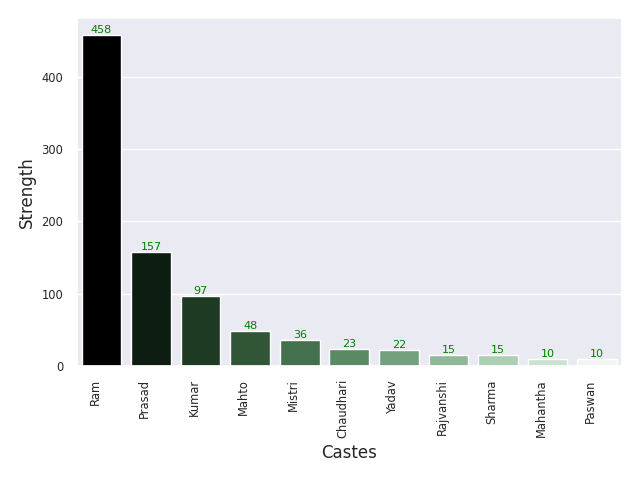 458
157
97
48
36
23
22
15
15
10
10
400
300
200
100
0
Strength
Ram
Prasad
Kumar
Mahto
Mistri
Chaudhari
Yadav
Rajvanshi
Sharma
Mahantha
Paswan
Castes